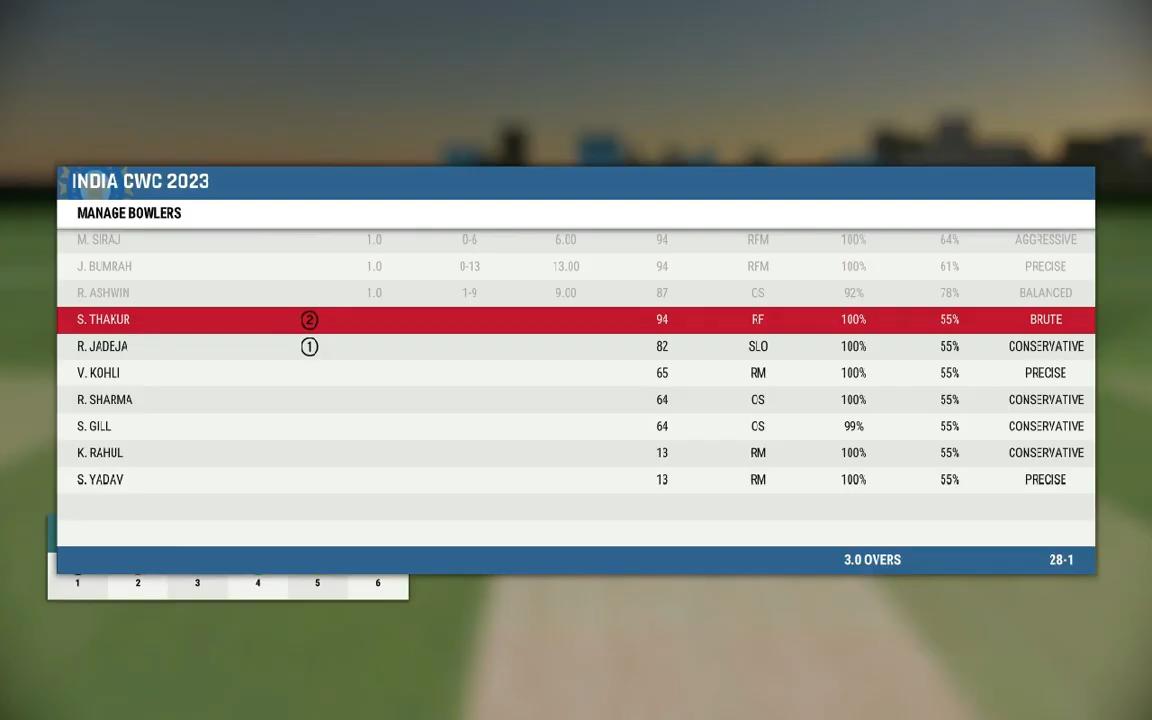 INDIA CWC 2023
MANAGE BOWLERS
M. SIRAJ 1.0 0-6 6.00 94 RFM 100% 64% AGGRESSIVE
J. BUMRAH 1.0 0-13 13.00 94 RFM 100% 61% PRECISE
R. ASHWIN 1.0 1-9 9.00 87 OS 92% 78% BALANCED
S. THAKUR 2 94 RF 100% 55% BRUTE
R. JADEJA 1 82 SLO 100% 55% CONSERVATIVE
V. KOHLI 65 RM 100% 55% PRECISE
R. SHARMA 64 OS 100% 55% CONSERVATIVE
S. GILL 64 OS 99% 55% CONSERVATIVE
K. RAHUL 13 RM 100% 55% CONSERVATIVE
S. YADAV 13 RM 100% 55% PRECISE
3.0 OVERS 28-1
1 2 3 4 5 6